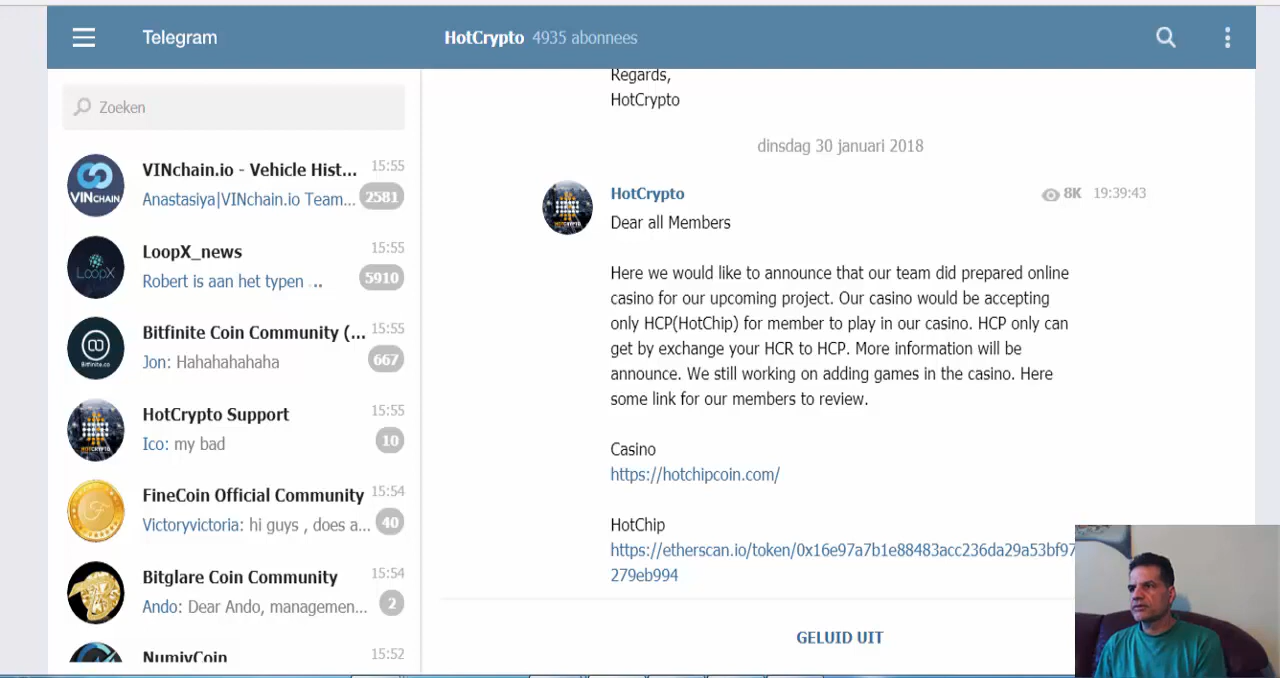 Telegram
HotCrypto 4935 abonnees
Zoeken
VINchain.io - Vehicle Hist... 15:55
Anastasiya|VINchain.io Team... 2581
VINCHAIN
LoopX_news 15:55
Robert is aan het typen ... 5910
LOOPX
Bitfinite Coin Community (... 15:55
Jon: Hahahahahaha 667
Bitfinite.co
HotCrypto Support 15:55
Ico: my bad 10
HOTCRYPTO
FineCoin Official Community 15:54
Victoryvictoria: hi guys , does a... 40
Bitglare Coin Community 15:54
Ando: Dear Ando, managemen... 2
NumivCoin 15:52
Regards,
HotCrypto
dinsdag 30 januari 2018
HotCrypto 8K 19:39:43
Dear all Members
Here we would like to announce that our team did prepared online
casino for our upcoming project. Our casino would be accepting
only HCP(HotChip) for member to play in our casino. HCP only can
get by exchange your HCR to HCP. More information will be
announce. We still working on adding games in the casino. Here
some link for our members to review.
Casino
https://hotchipcoin.com/
HotChip
https://etherscan.io/token/0x16e97a7b1e88483acc236da29a53bf97
279eb994
GELUID UIT